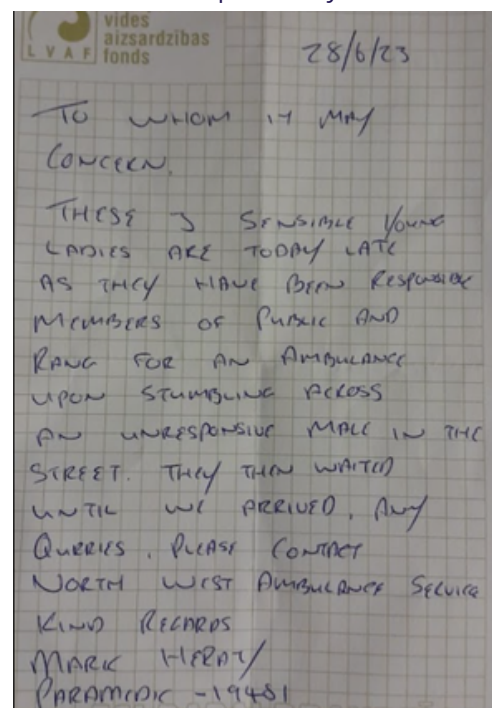 vides
aizsardzības
fonds
LVAF
28/6/23
TO WHOM IT MAY
CONCERN.
THESE 3 SENSIBLE YOUNG
LADIES ARE TODAY LATE
AS THEY HAVE BEEN RESPONSIBLE
MEMBERS OF PUBLIC AND
RANG FOR AN AMBULANCE
UPON STUMBLING ACROSS
AN UNRESPONSIVE MALE IN THE
STREET. THEY THEN WAITED
UNTIL WE ARRIVED. ANY
QUERIES, PLEASE CONTACT
NORTH WEST AMBULANCE SERVICE
KIND REGARDS
MARK
PARAMEDIC -19481